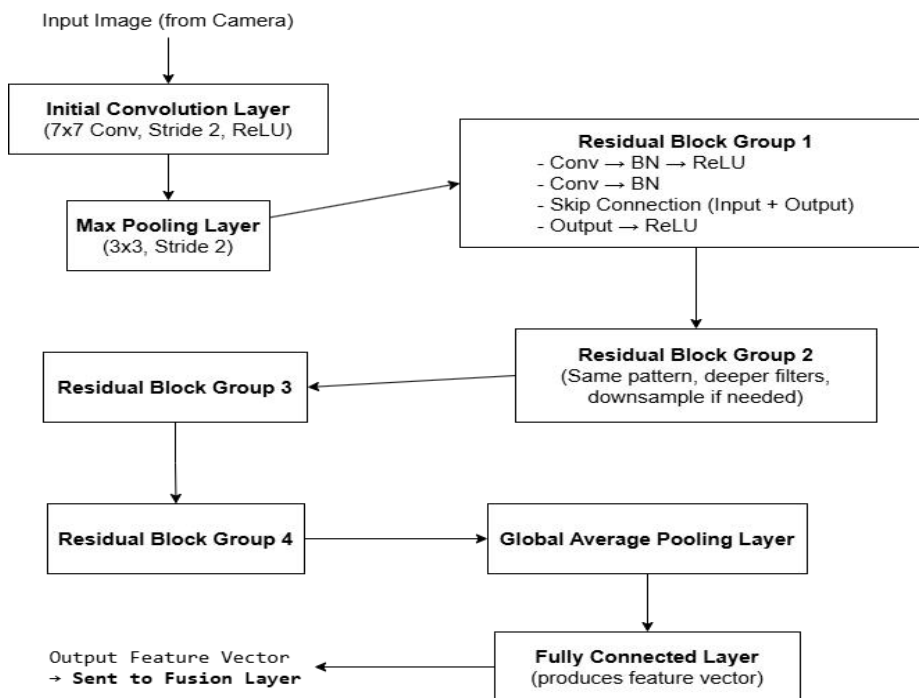 Input Image (from Camera)
Initial Convolution Layer
(7x7 Conv, Stride 2, ReLU)
Max Pooling Layer
(3x3, Stride 2)
Residual Block Group 1
- Conv → BN → ReLU
- Conv → BN
- Skip Connection (Input + Output)
- Output → ReLU
Residual Block Group 2
(Same pattern, deeper filters,
downsample if needed)
Residual Block Group 3
Residual Block Group 4
Global Average Pooling Layer
Fully Connected Layer
(produces feature vector)
Output Feature Vector
→ Sent to Fusion Layer